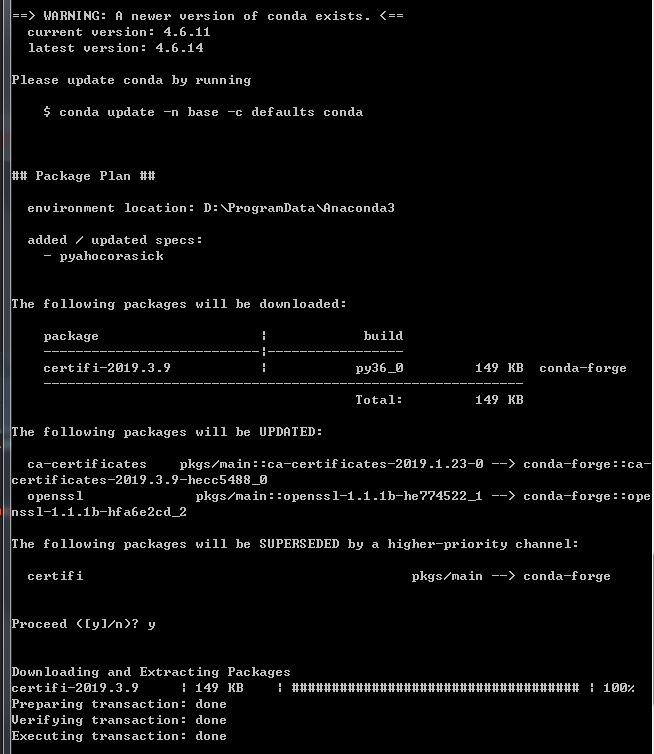 ==> WARNING: A newer version of conda exists. <==
current version: 4.6.11
latest version: 4.6.14
Please update conda by running
$ conda update -n base -c defaults conda
## Package Plan ##
environment location: D:\ProgramData\Anaconda3
added / updated specs:
- pyahocorasick
The following packages will be downloaded:
package | build
---------------------------|-----------------
certifi-2019.3.9 | py36_0 149 KB conda-forge
------------------------------------------------------------
Total: 149 KB
The following packages will be UPDATED:
ca-certificates pkgs/main::ca-certificates-2019.1.23-0 --> conda-forge::ca-
certificates-2019.3.9-hecc5488_0
openssl pkgs/main::openssl-1.1.1b-he774522_1 --> conda-forge::ope
nssl-1.1.1b-hfa6e2cd_2
The following packages will be SUPERSEDED by a higher-priority channel:
certifi pkgs/main --> conda-forge
Proceed ([y]/n)? y
Downloading and Extracting Packages
certifi-2019.3.9 | 149 KB | #################################### | 100%
Preparing transaction: done
Verifying transaction: done
Executing transaction: done